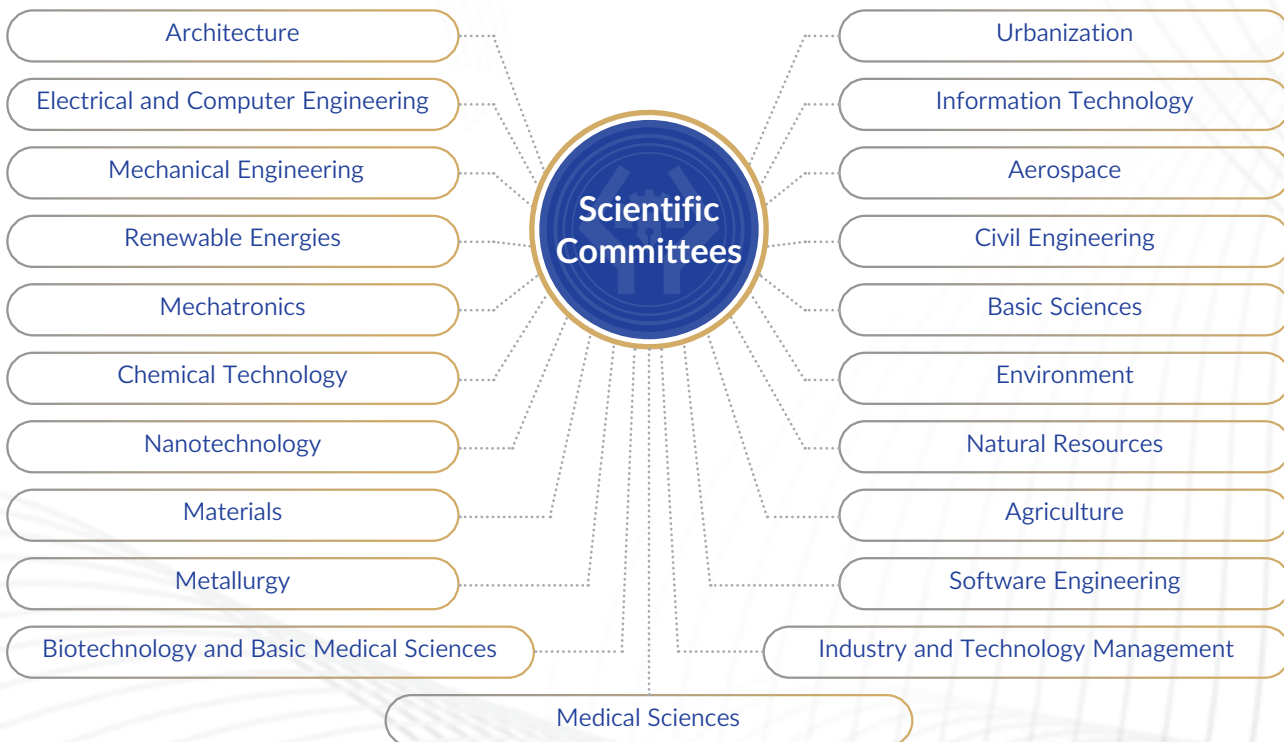 Architecture
Electrical and Computer Engineering
Mechanical Engineering
Renewable Energies
Mechatronics
Chemical Technology
Nanotechnology
Materials
Metallurgy
Biotechnology and Basic Medical Sciences
Scientific
Committees
Urbanization
Information Technology
Aerospace
Civil Engineering
Basic Sciences
Environment
Natural Resources
Agriculture
Software Engineering
Industry and Technology Management
Medical Sciences